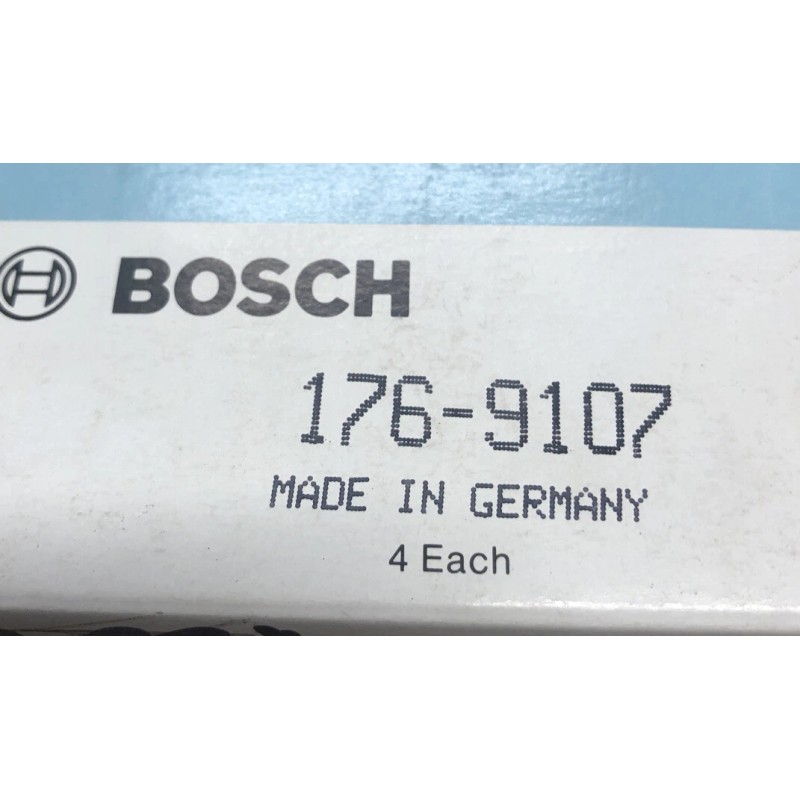 BOSCH
176-9107
MADE IN GERMANY
4 Each